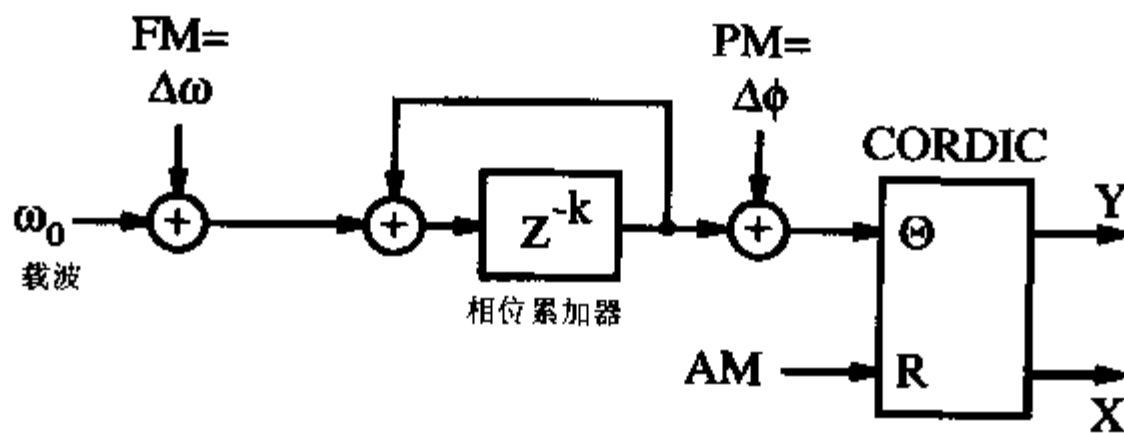 FM=
Δω
PM=
Δϕ
CORDIC
ω₀
载波
+
+
z⁻ᵏ
相位累加器
+
Θ
Y
AM
R
X